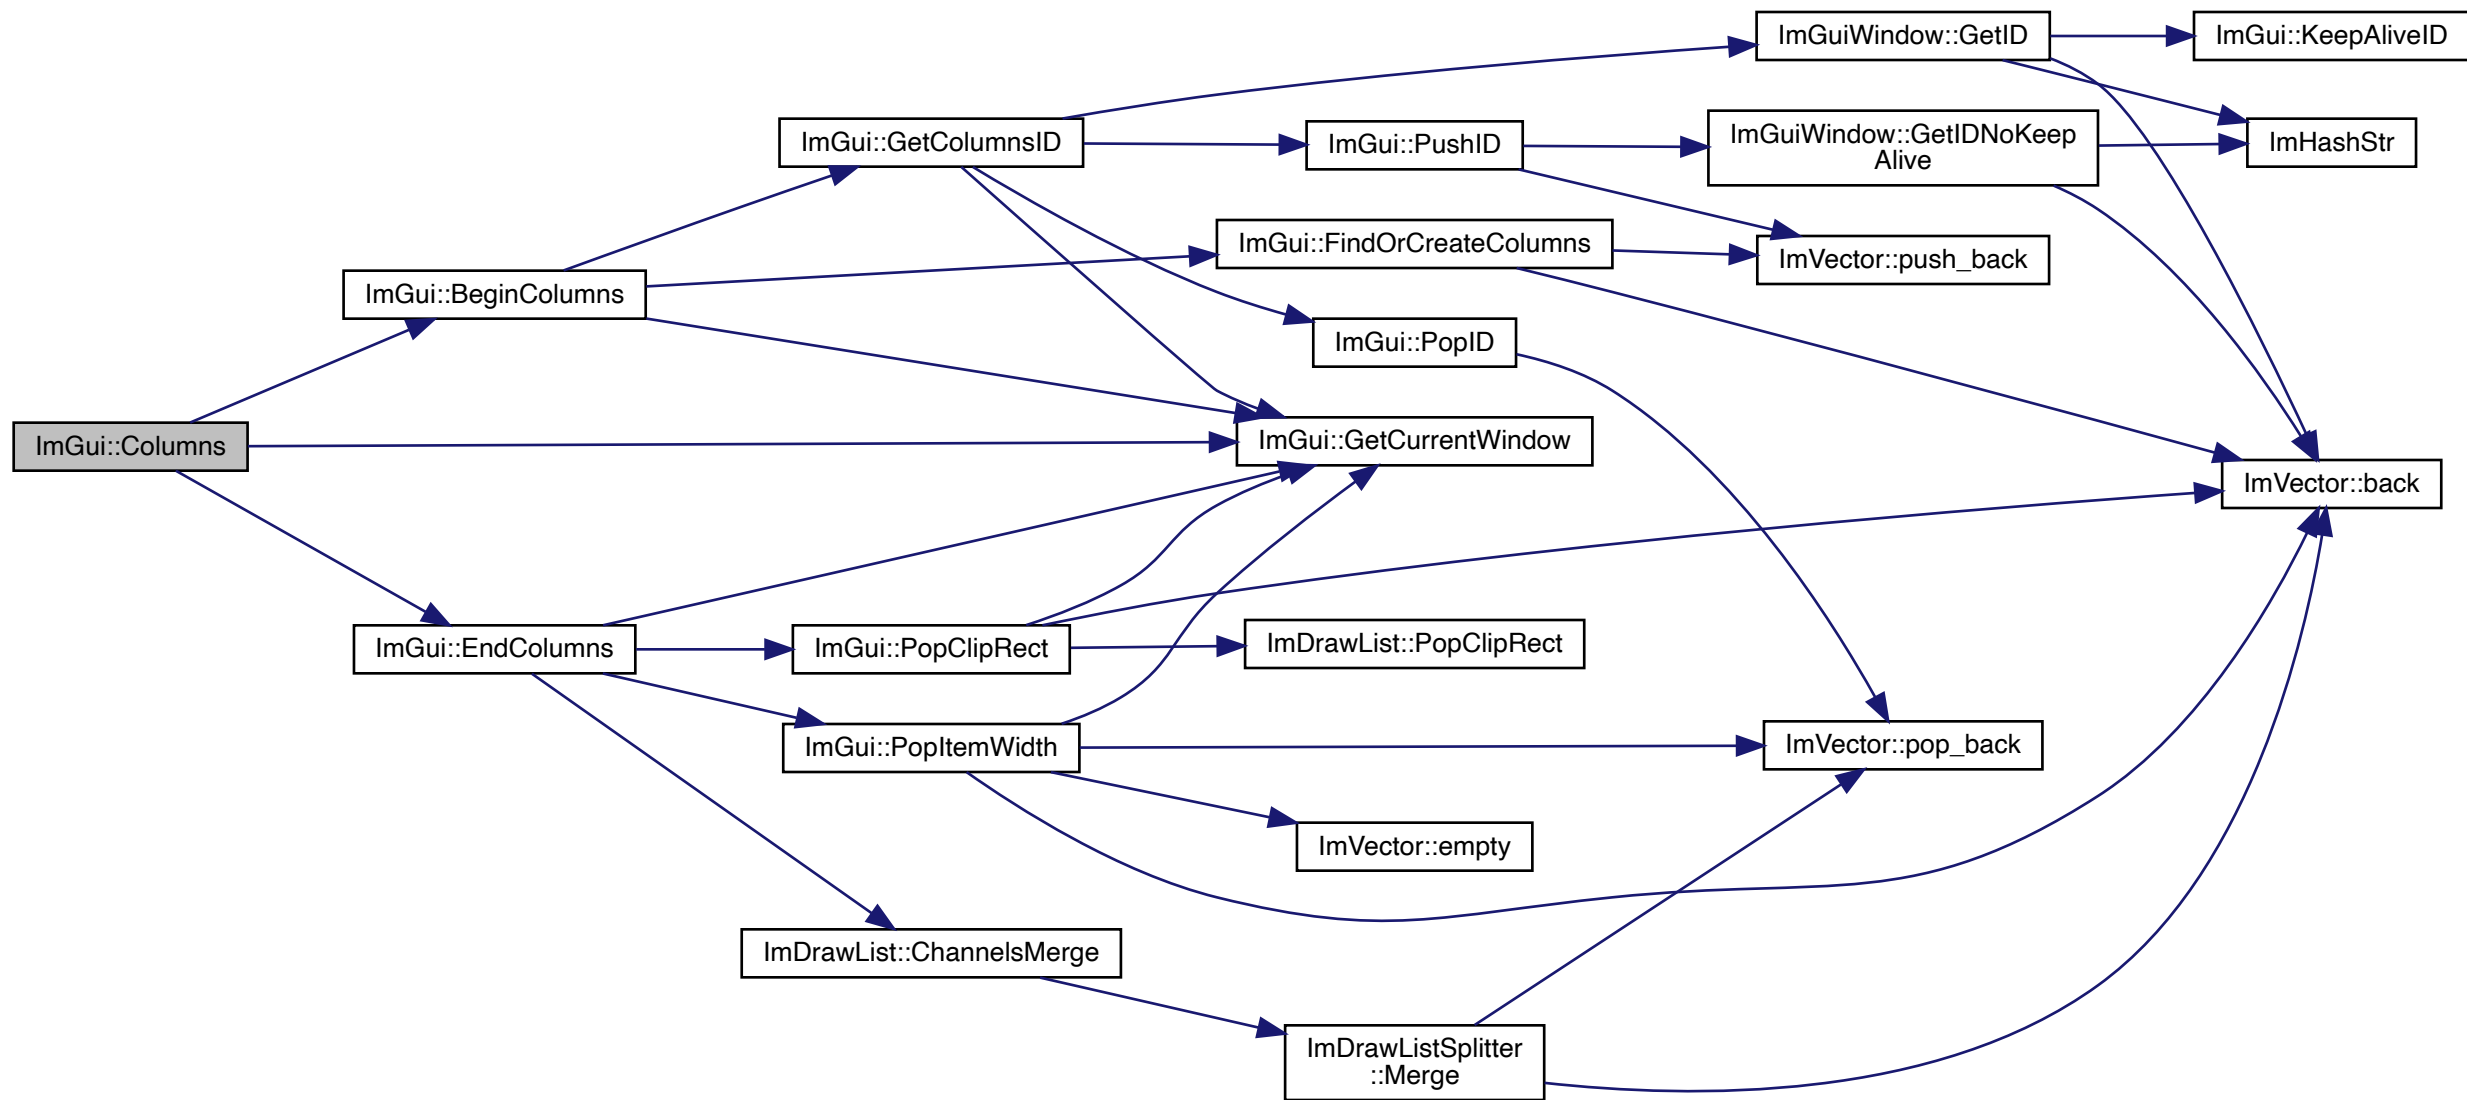 ImGuiWindow::GetID
ImGui::KeepAliveID
ImGui::GetColumnsID
ImGui::PushID
ImGuiWindow::GetIDNoKeep
Alive
ImHashStr
ImGui::FindOrCreateColumns
ImVector::push_back
ImGui::BeginColumns
ImGui::PopID
ImGui::Columns
ImGui::GetCurrentWindow
ImVector::back
ImGui::EndColumns
ImGui::PopClipRect
ImDrawList::PopClipRect
ImGui::PopItemWidth
ImVector::pop_back
ImVector::empty
ImDrawList::ChannelsMerge
ImDrawListSplitter
::Merge